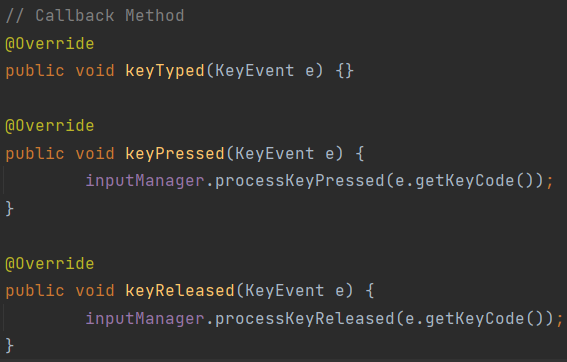 // Callback Method
@Override
public void keyTyped(KeyEvent e) {}
@Override
public void keyPressed(KeyEvent e) {
inputManager.processKeyPressed(e.getKeyCode());
}
@Override
public void keyReleased(KeyEvent e) {
inputManager.processKeyReleased(e.getKeyCode());
}